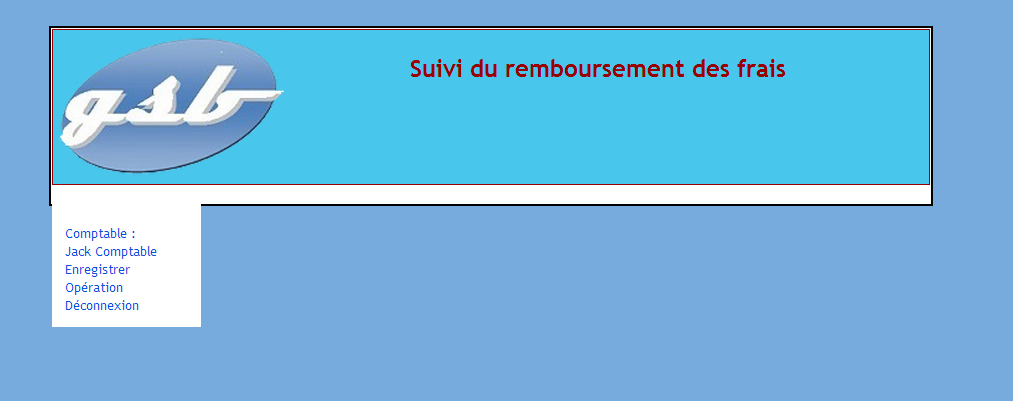 gsb
Suivi du remboursement des frais
Comptable :
Jack Comptable
Enregistrer
Opération
Déconnexion